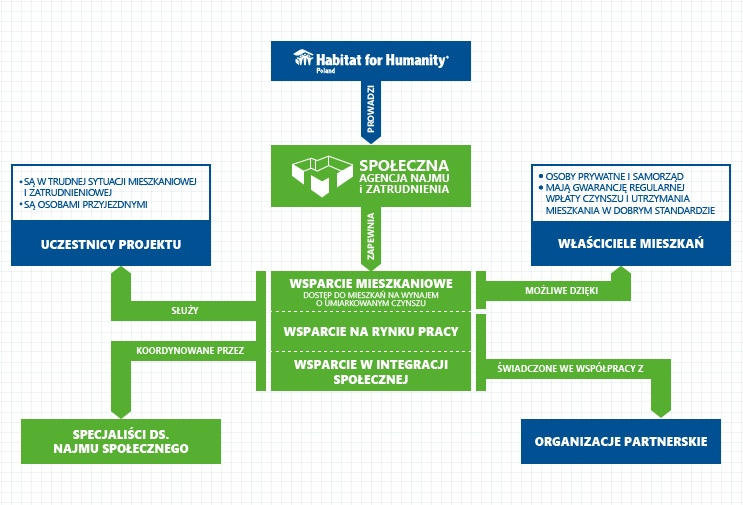 Habitat for Humanity®
Poland
PROWADZI
SPOŁECZNA
AGENCJA NAJMU
i ZATRUDNIENIA
ZAPEWNIA
• SĄ W TRUDNEJ SYTUACJI MIESZKANIOWEJ
I ZATRUDNIENIOWEJ
• SĄ OSOBAMI PRZYJEZDNYMI
UCZESTNICY PROJEKTU
• OSOBY PRYWATNE I SAMORZĄD
• MAJĄ GWARANCJĘ REGULARNEJ
WPŁATY CZYNSZU I UTRZYMANIA
MIESZKANIA W DOBRYM STANDARDZIE
WŁAŚCICIELE MIESZKAŃ
WSPARCIE MIESZKANIOWE
DOSTĘP DO MIESZKAŃ NA WYNAJEM
O UMIARKOWANYM CZYNSZU
WSPARCIE NA RYNKU PRACY
WSPARCIE W INTEGRACJI
SPOŁECZNEJ
SŁUŻY
KOORDYNOWANE PRZEZ
MOŻLIWE DZIĘKI
ŚWIADCZONE WE WSPÓŁPRACY Z
SPECJALIŚCI DS.
NAJMU SPOŁECZNEGO
ORGANIZACJE PARTNERSKIE